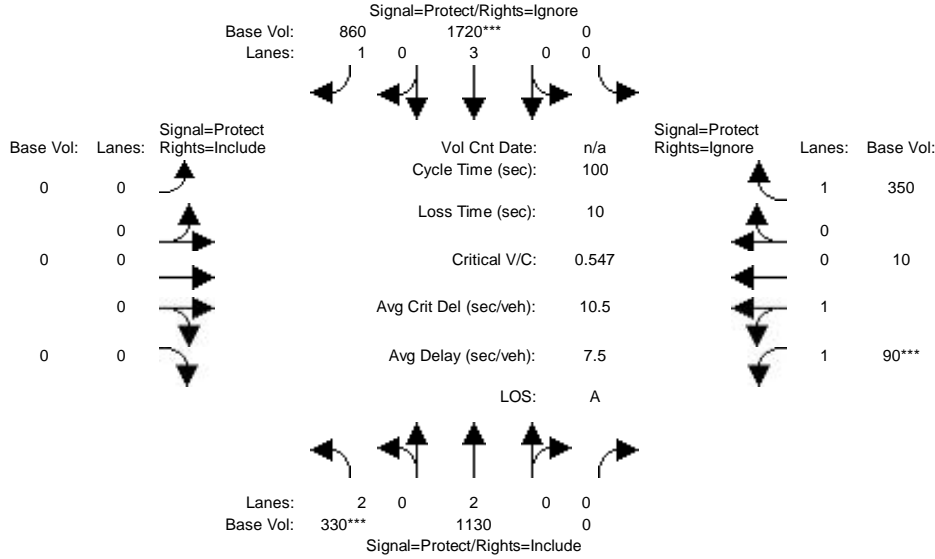 Signal=Protect/Rights=Ignore
Base Vol: 860 1720*** 0
Lanes: 1 0 3 0 0
Signal=Protect Signal=Protect
Base Vol: Lanes: Rights=Include Vol Cnt Date: n/a Rights=Ignore Lanes: Base Vol:
Cycle Time (sec): 100
0 0 1 350
Loss Time (sec): 10
0 0
0 0 Critical V/C: 0.547 0 10
0 Avg Crit Del (sec/veh): 10.5 1
0 0 Avg Delay (sec/veh): 7.5 1 90***
LOS: A
Lanes: 2 0 2 0 0
Base Vol: 330*** 1130 0
Signal=Protect/Rights=Include